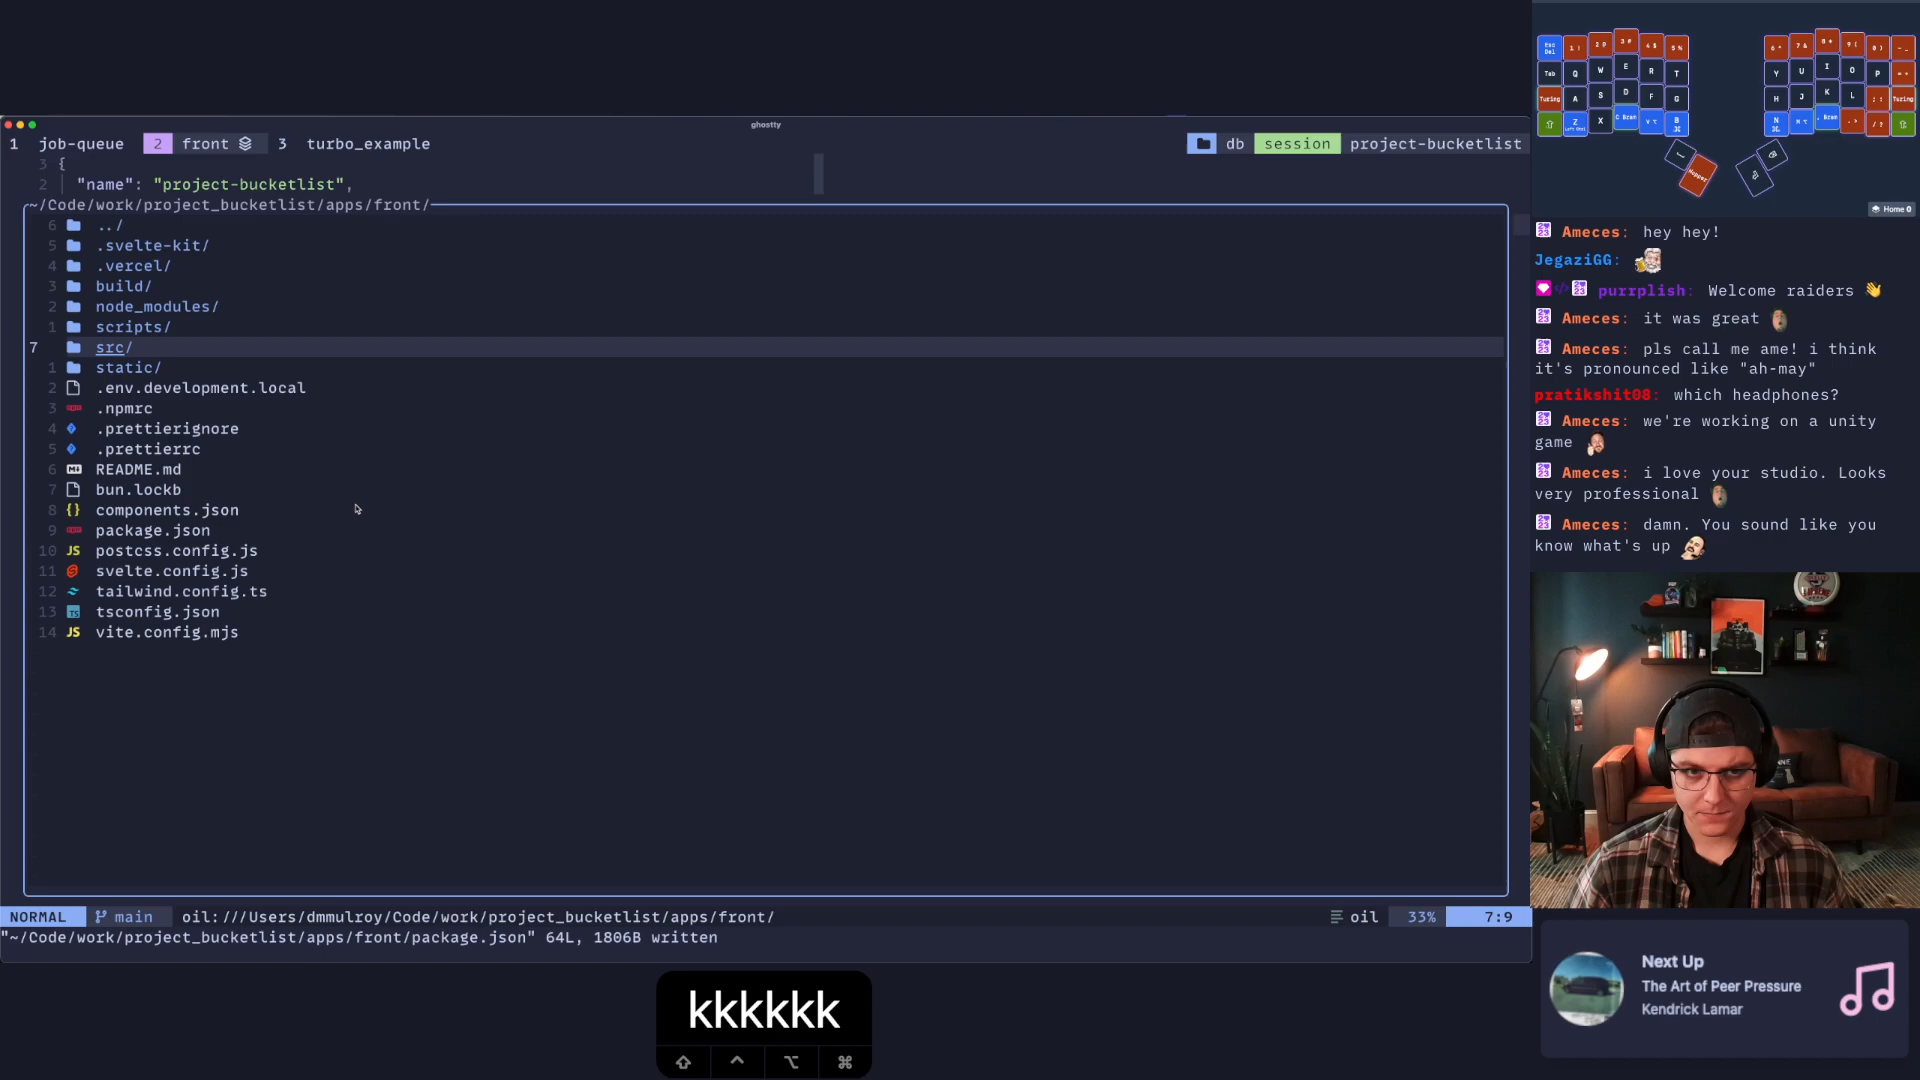 ghostty
1 job-queue 2 front 3 turbo_example db session project-bucketlist
3 {
2 "name": "project-bucketlist",
~/Code/work/project_bucketlist/apps/front/
6 ../
5 .svelte-kit/
4 .vercel/
3 build/
2 node_modules/
1 scripts/
7 src/
1 static/
2 .env.development.local
3 .npmrc
4 .prettierignore
5 .prettierrc
6 README.md
7 bun.lockb
8 components.json
9 package.json
10 postcss.config.js
11 svelte.config.js
12 tailwind.config.ts
13 tsconfig.json
14 vite.config.mjs
NORMAL main oil:///Users/dmmulroy/Code/work/project_bucketlist/apps/front/ oil 33% 7:9
"~/Code/work/project_bucketlist/apps/front/package.json" 64L, 1806B written
kkkkkk
Esc Del
Tab Q W E R T Y U I O P
Turing A S D F G H J K L Turing
Z X B N
Home 0
Ameces: hey hey!
JegaziGG:
purrplish: Welcome raiders
Ameces: it was great
Ameces: pls call me ame! i think
it's pronounced like "ah-may"
pratikshit08: which headphones?
Ameces: we're working on a unity
game
Ameces: i love your studio. Looks
very professional
Ameces: damn. You sound like you
know what's up
Next Up
The Art of Peer Pressure
Kendrick Lamar